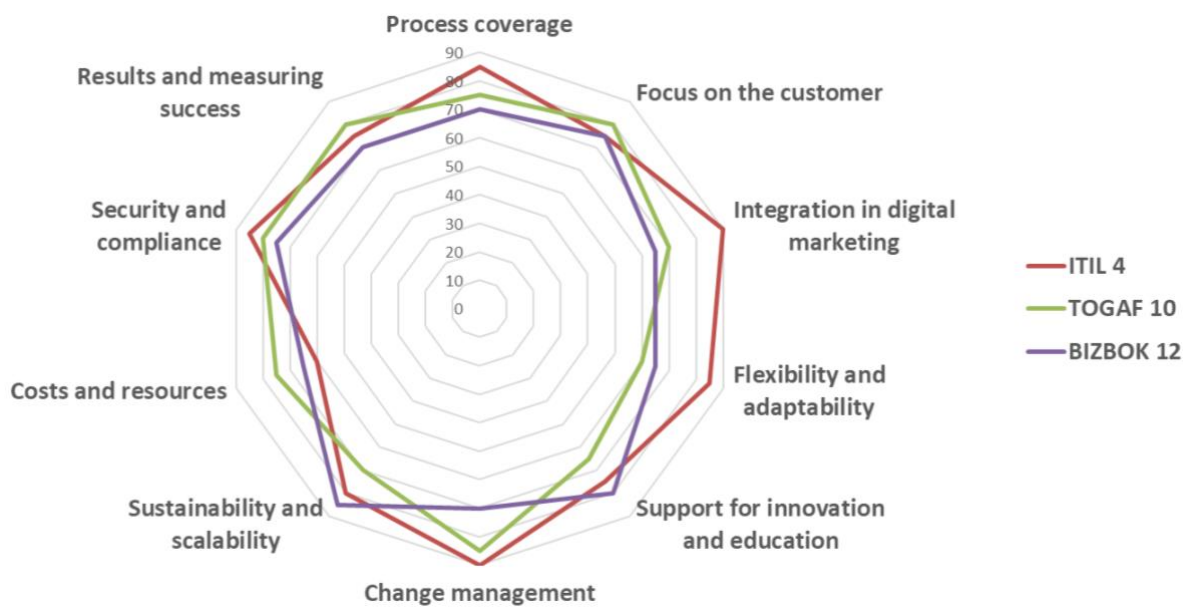 Process coverage
90
80
70
60
50
40
30
20
10
0
Focus on the customer
Integration in digital
marketing
Flexibility and
adaptability
Support for innovation
and education
Change management
Sustainability and
scalability
Costs and resources
Security and
compliance
Results and measuring
success
ITIL 4
TOGAF 10
BIZBOK 12